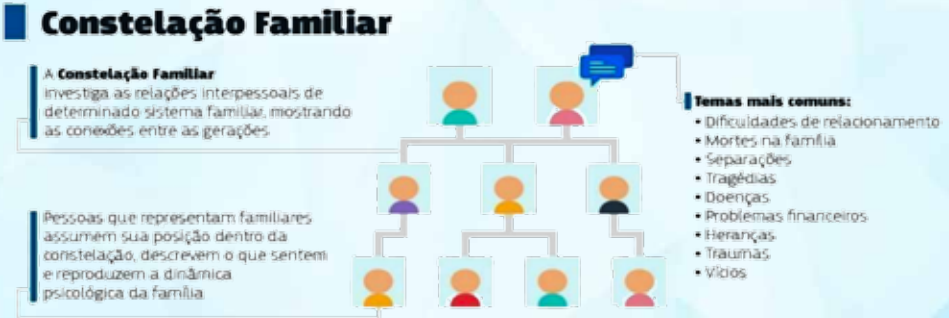 Constelação Familiar
A Constelação Familiar
investiga as relações interpessoais de
determinado sistema familiar, mostrando
as conexões entre as gerações
Pessoas que representam familiares
assumem sua posição dentro da
constelação, descrevem o que sentem
e reproduzem a dinâmica
psicológica da família
Temas mais comuns:
• Dificuldades de relacionamento
• Mortes na família
• Separações
• Tragédias
• Doenças
• Problemas financeiros
• Heranças
• Traumas
• Vícios